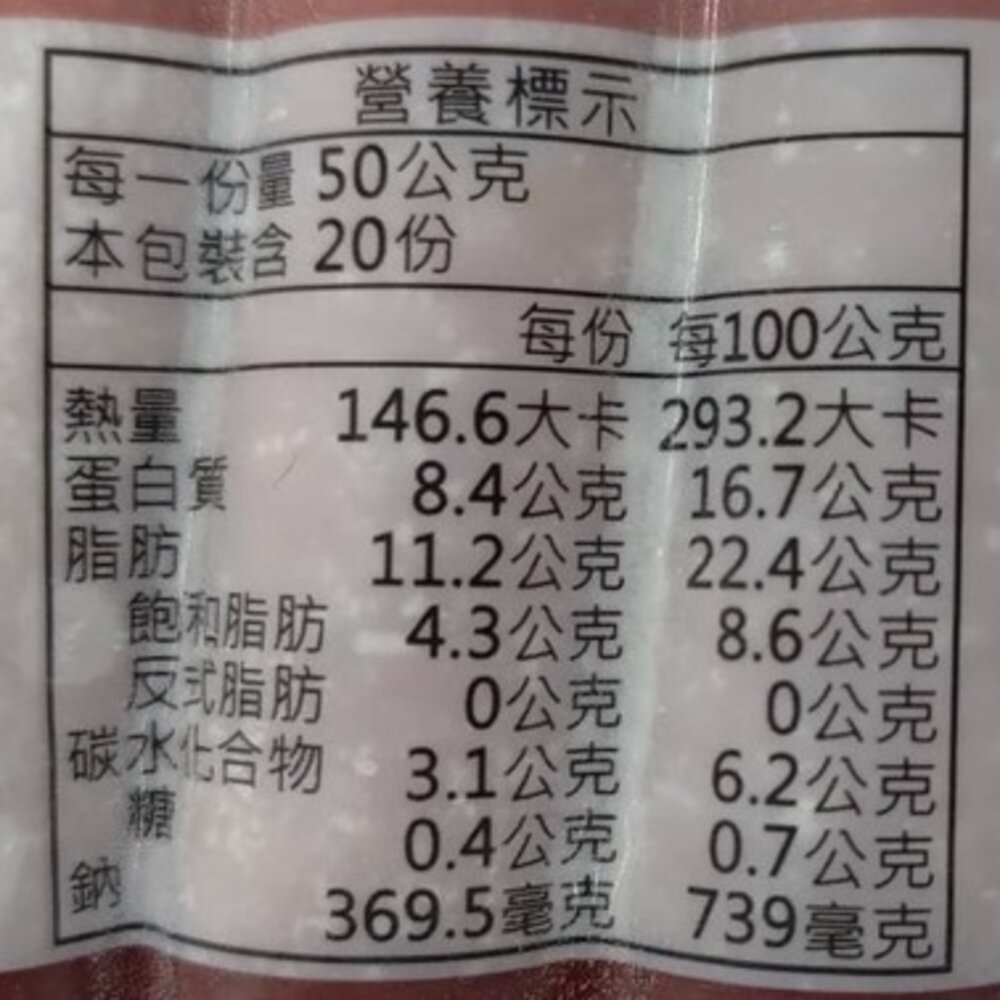 營養標示
每一份量 50公克
本包裝含 20份
每份 每100公克
熱量 146.6大卡 293.2大卡
蛋白質 8.4公克 16.7公克
脂肪 11.2公克 22.4公克
飽和脂肪 4.3公克 8.6公克
反式脂肪 0公克 0公克
碳水化合物 3.1公克 6.2公克
糖 0.4公克 0.7公克
鈉 369.5毫克 739毫克